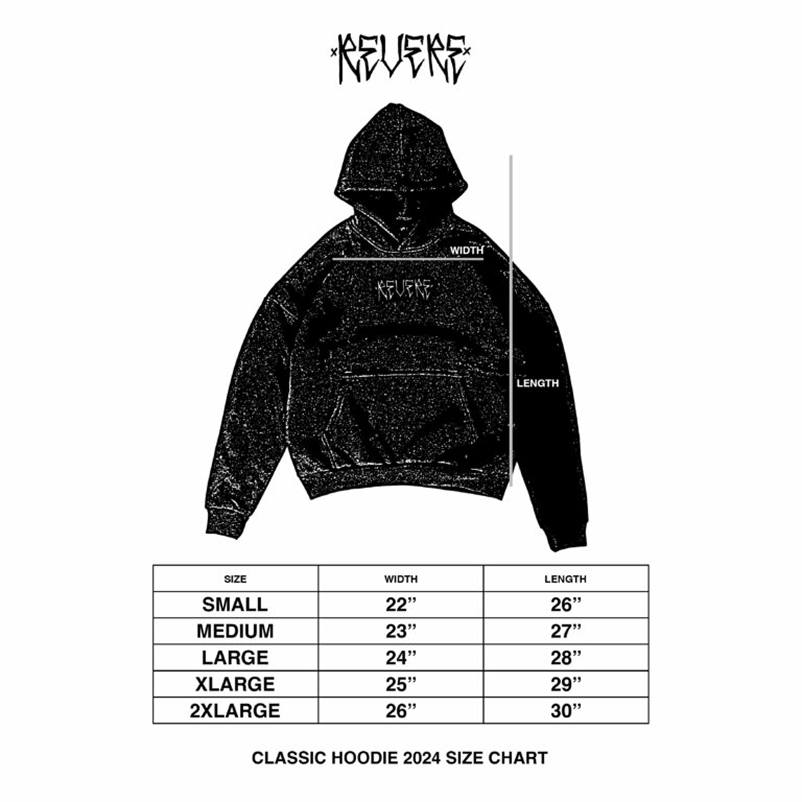 REVERE
WIDTH
REVERE
LENGTH
SIZE WIDTH LENGTH
SMALL 22” 26”
MEDIUM 23” 27”
LARGE 24” 28”
XLARGE 25” 29”
2XLARGE 26” 30”
CLASSIC HOODIE 2024 SIZE CHART